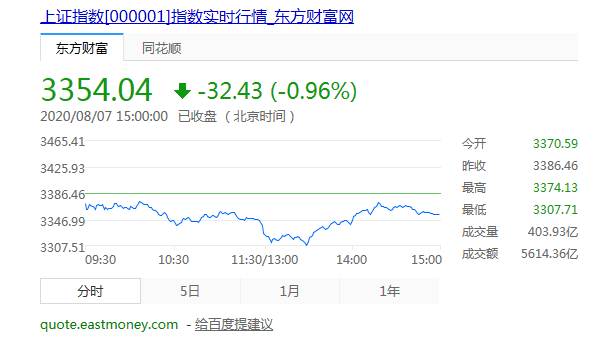 上证指数[000001]指数实时行情_东方财富网
东方财富 同花顺
3354.04 -32.43 (-0.96%)
2020/08/07 15:00:00 已收盘 ( 北京时间 )
3465.41
3425.93
3386.46
3346.99
3307.51
09:30 10:30 11:30/13:00 14:00 15:00
今开 3370.59
昨收 3386.46
最高 3374.13
最低 3307.71
成交量 403.93亿
成交额 5614.36亿
分时 5日 1月 1年
quote.eastmoney.com - 给百度提建议